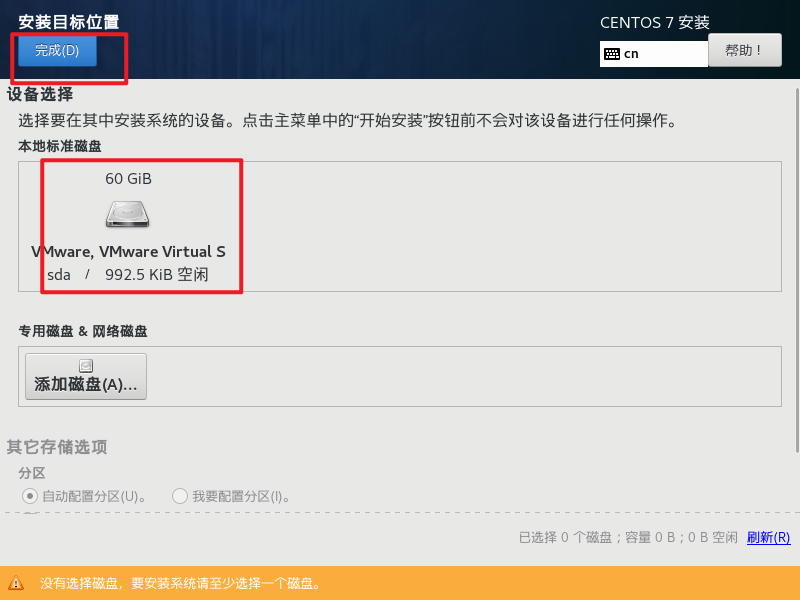 安装目标位置
CENTOS 7 安装
完成(D)
cn
帮助！
设备选择
选择要在其中安装系统的设备。点击主菜单中的“开始安装”按钮前不会对该设备进行任何操作。
本地标准磁盘
60 GiB
VMware, VMware Virtual S
sda / 992.5 KiB 空闲
专用磁盘 & 网络磁盘
添加磁盘(A)...
其它存储选项
分区
自动配置分区(U)。 我要配置分区(I)。
已选择 0 个磁盘；容量 0 B；0 B 空闲 刷新(R)
没有选择磁盘，要安装系统请至少选择一个磁盘。